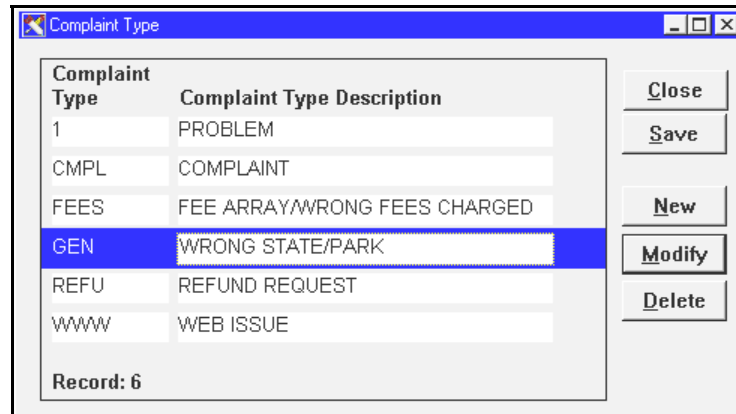 Complaint Type
Complaint
Type Complaint Type Description
1 PROBLEM
CMPL COMPLAINT
FEES FEE ARRAY/WRONG FEES CHARGED
GEN WRONG STATE/PARK
REFU REFUND REQUEST
WWW WEB ISSUE
Record: 6
Close
Save
New
Modify
Delete